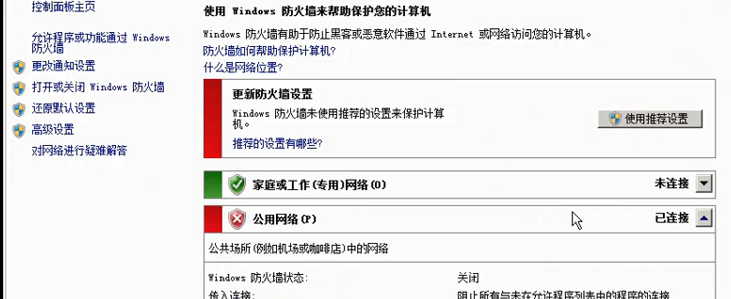 控制面板主页
允许程序或功能通过 Windows
防火墙
更改通知设置
打开或关闭 Windows 防火墙
还原默认设置
高级设置
对网络进行疑难解答
使用 Windows 防火墙来帮助保护您的计算机
Windows 防火墙有助于防止黑客或恶意软件通过 Internet 或网络访问您的计算机。
防火墙如何帮助保护计算机?
什么是网络位置?
更新防火墙设置
Windows 防火墙未使用推荐的设置来保护计算
机。
推荐的设置有哪些?
使用推荐设置
家庭或工作(专用)网络(O) 未连接
公用网络(P) 已连接
公共场所(例如机场或咖啡店)中的网络
Windows 防火墙状态: 关闭
传入连接: 阻止所有与未在允许程序列表中的程序的连接